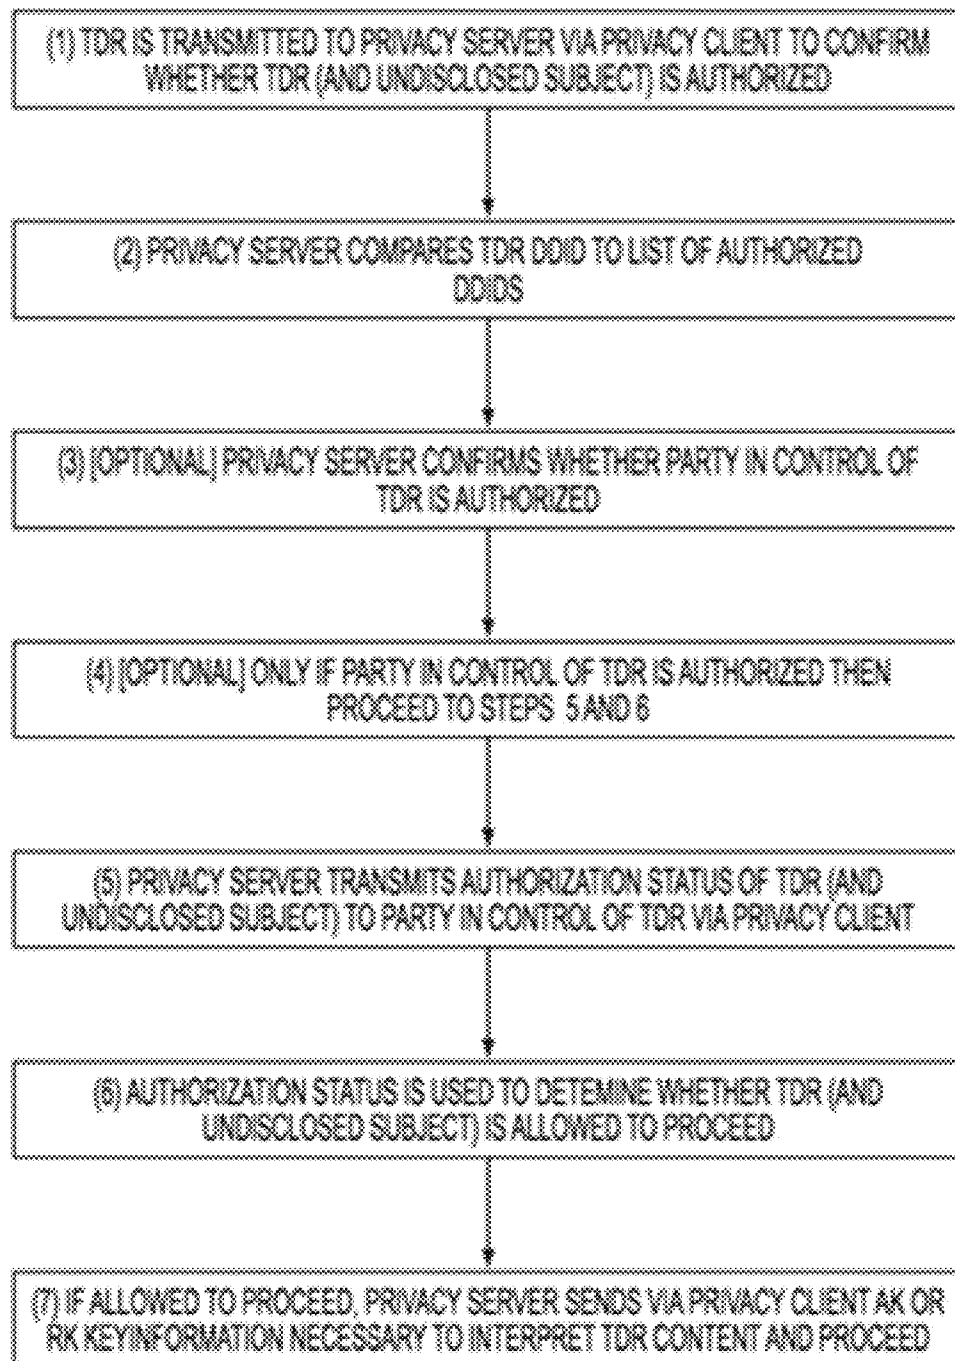 (1) TDR IS TRANSMITTED TO PRIVACY SERVER VIA PRIVACY CLIENT TO CONFIRM
WHETHER TDR (AND UNDISCLOSED SUBJECT) IS AUTHORIZED
(2) PRIVACY SERVER COMPARES TDR DDID TO LIST OF AUTHORIZED
DDIDS
(3) [OPTIONAL] PRIVACY SERVER CONFIRMS WHETHER PARTY IN CONTROL OF
TDR IS AUTHORIZED
(4) [OPTIONAL] ONLY IF PARTY IN CONTROL OF TDR IS AUTHORIZED THEN
PROCEED TO STEPS 5 AND 6
(5) PRIVACY SERVER TRANSMITS AUTHORIZATION STATUS OF TDR (AND
UNDISCLOSED SUBJECT) TO PARTY IN CONTROL OF TDR VIA PRIVACY CLIENT
(6) AUTHORIZATION STATUS IS USED TO DETEMINE WHETHER TDR (AND
UNDISCLOSED SUBJECT) IS ALLOWED TO PROCEED
(7) IF ALLOWED TO PROCEED, PRIVACY SERVER SENDS VIA PRIVACY CLIENT AK OR
RK KEYINFORMATION NECESSARY TO INTERPRET TDR CONTENT AND PROCEED